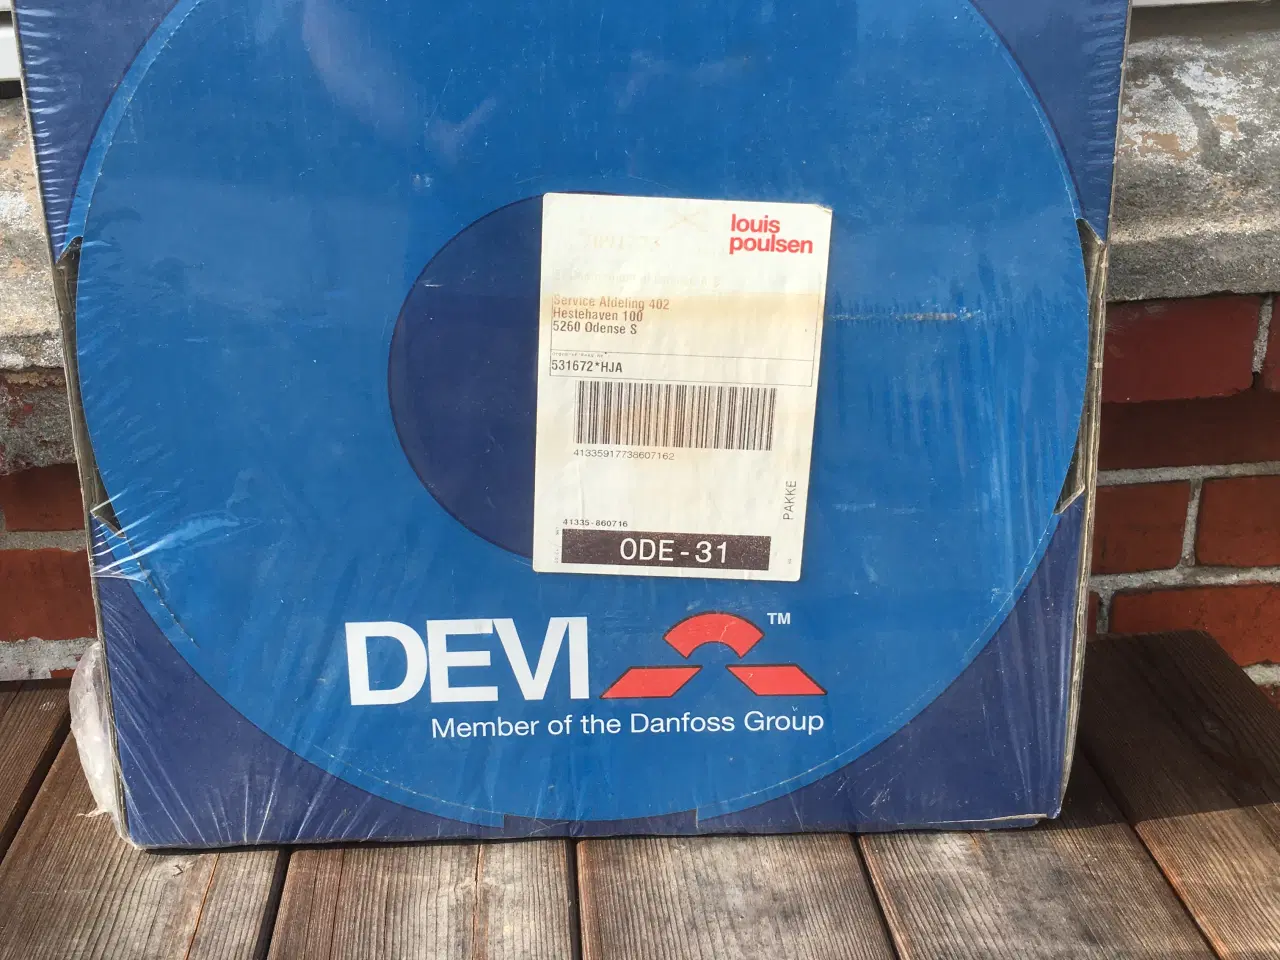 louis
poulsen
Service Afdeling 402
Hestehaven 100
5260 Odense S
531672*HJA
41335917738607162
PAKKE
41335-860716
ODE-31
DEVI TM
Member of the Danfoss Group